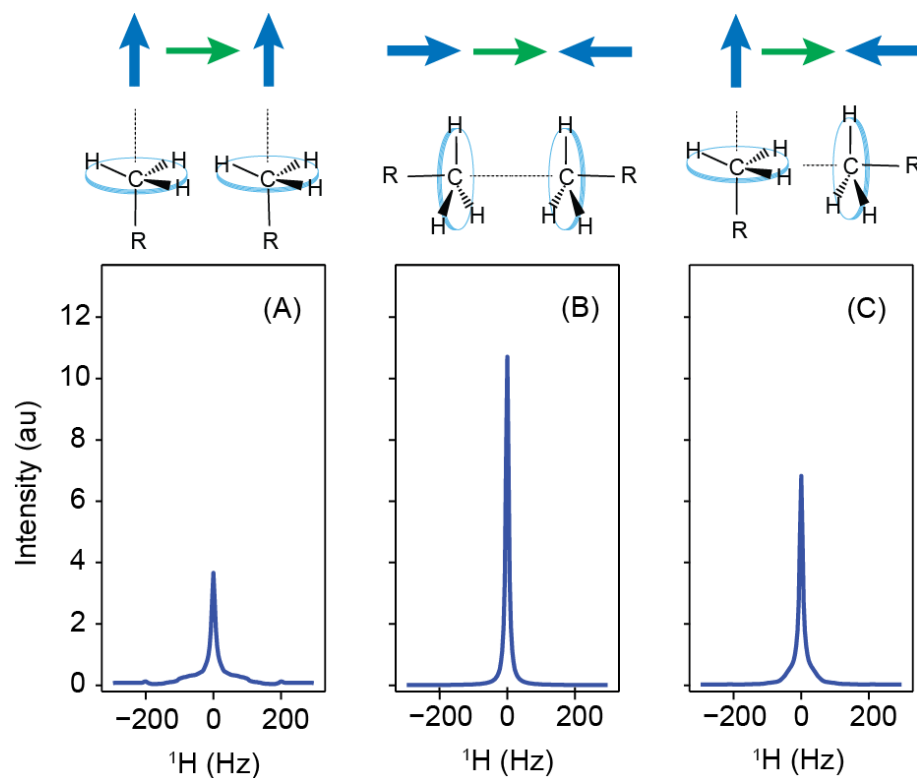 H C H H R
H C H H R
R C H H H
H C H H R
H C H H R
H C H H R
(A)
(B)
(C)
Intensity (au)
12
10
8
6
4
2
0
−200 0 200
−200 0 200
−200 0 200
¹H (Hz)
¹H (Hz)
¹H (Hz)